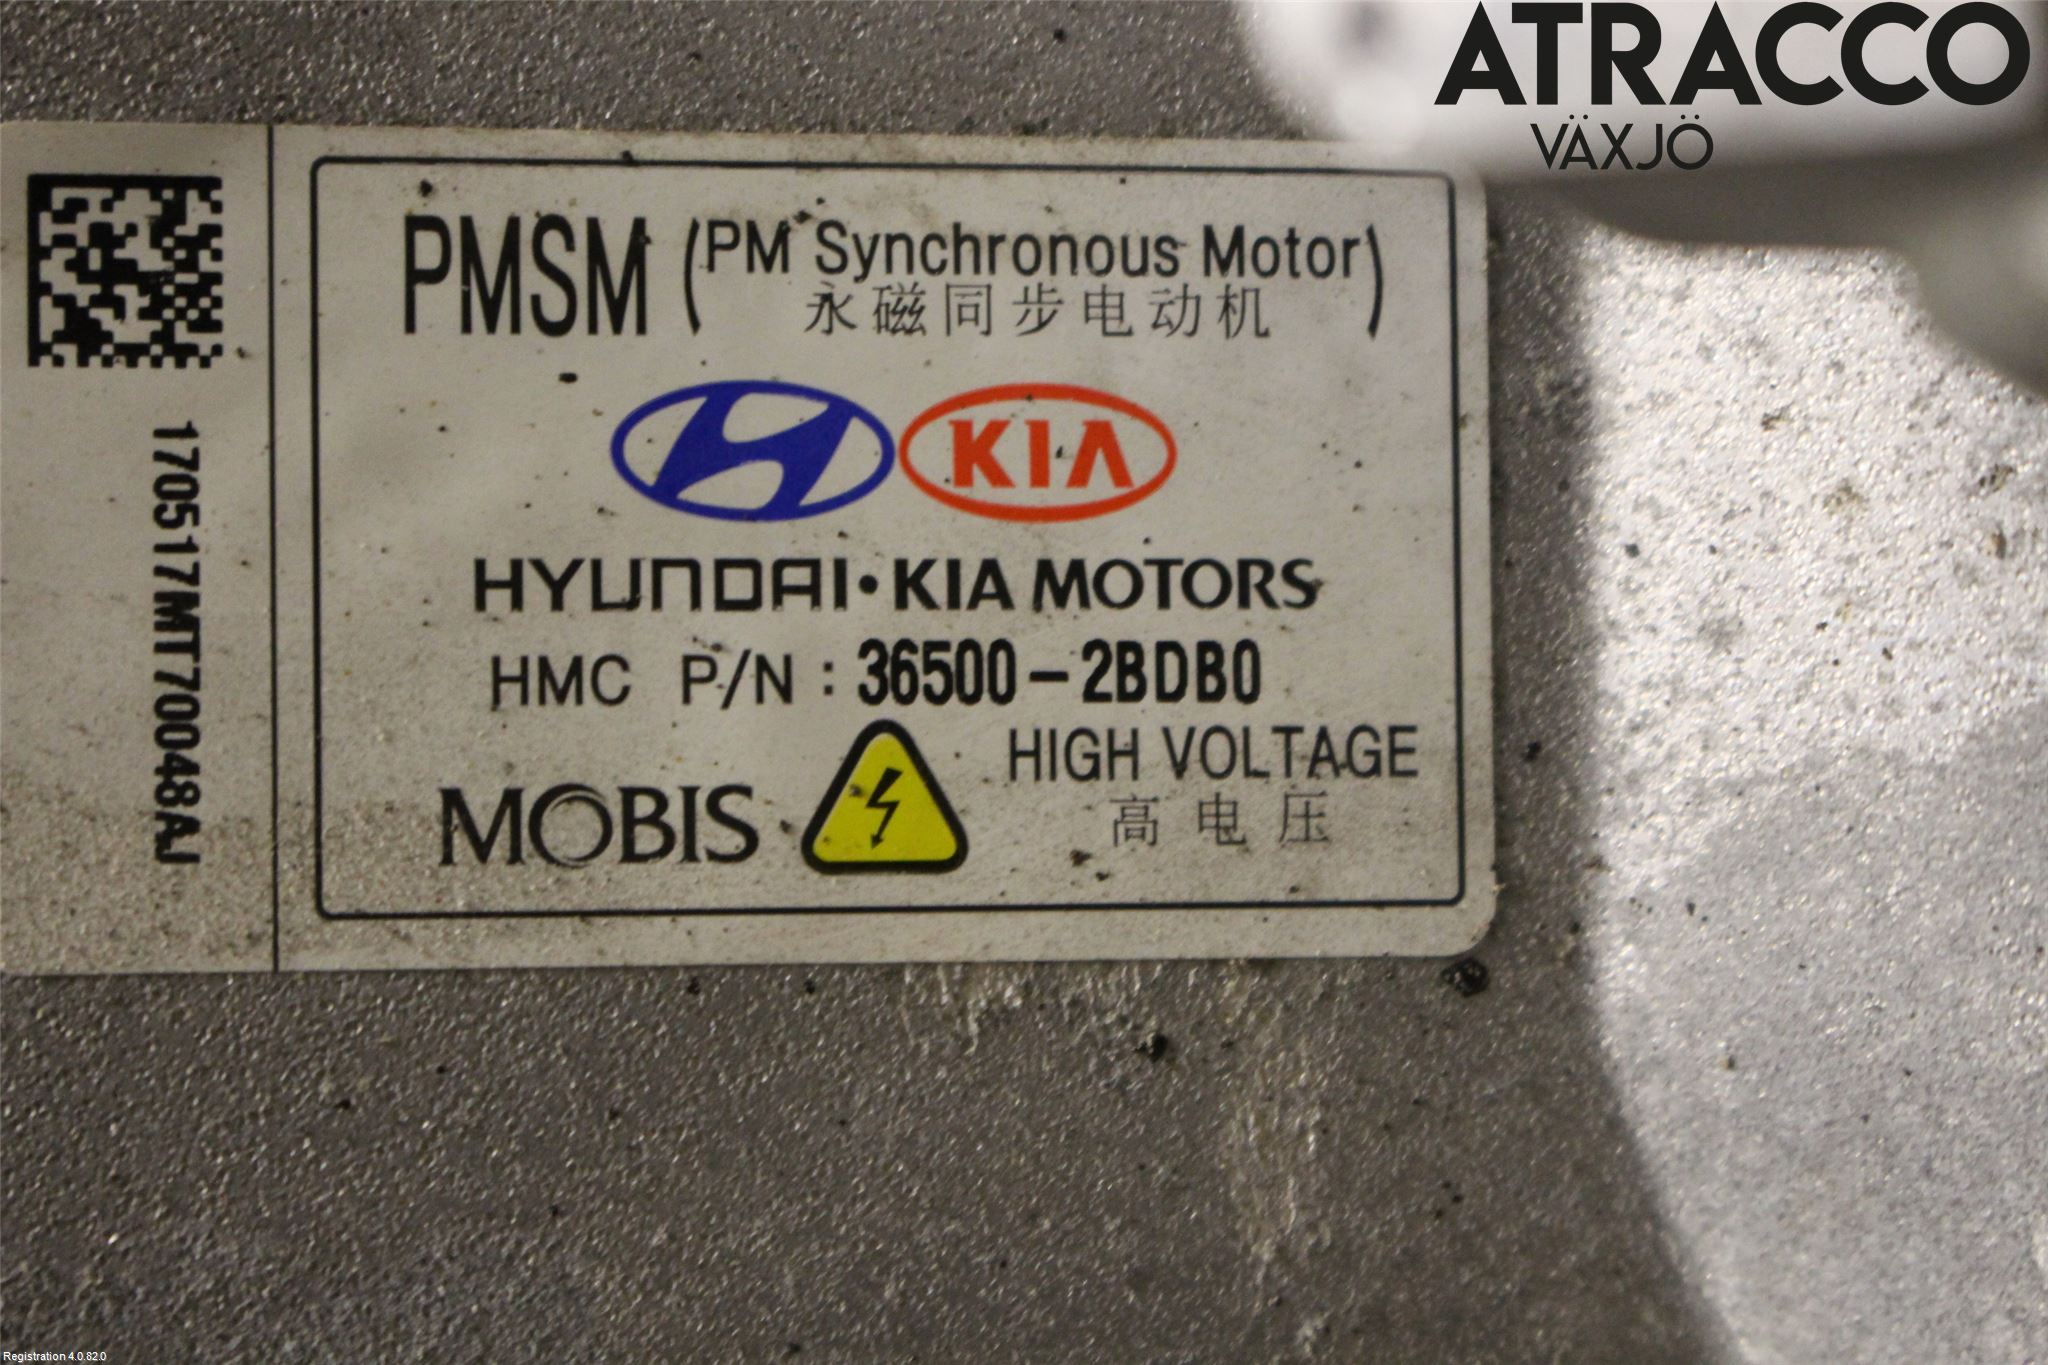 ATRACCO
VÄXJÖ
PMSM (PM Synchronous Motor)
永磁同步电动机
KIA
HYUNDAI·KIA MOTORS
HMC P/N : 36500-2BDB0
MOBIS
HIGH VOLTAGE
高电压
170517MT70048AJ
Registration 4.0.82.0